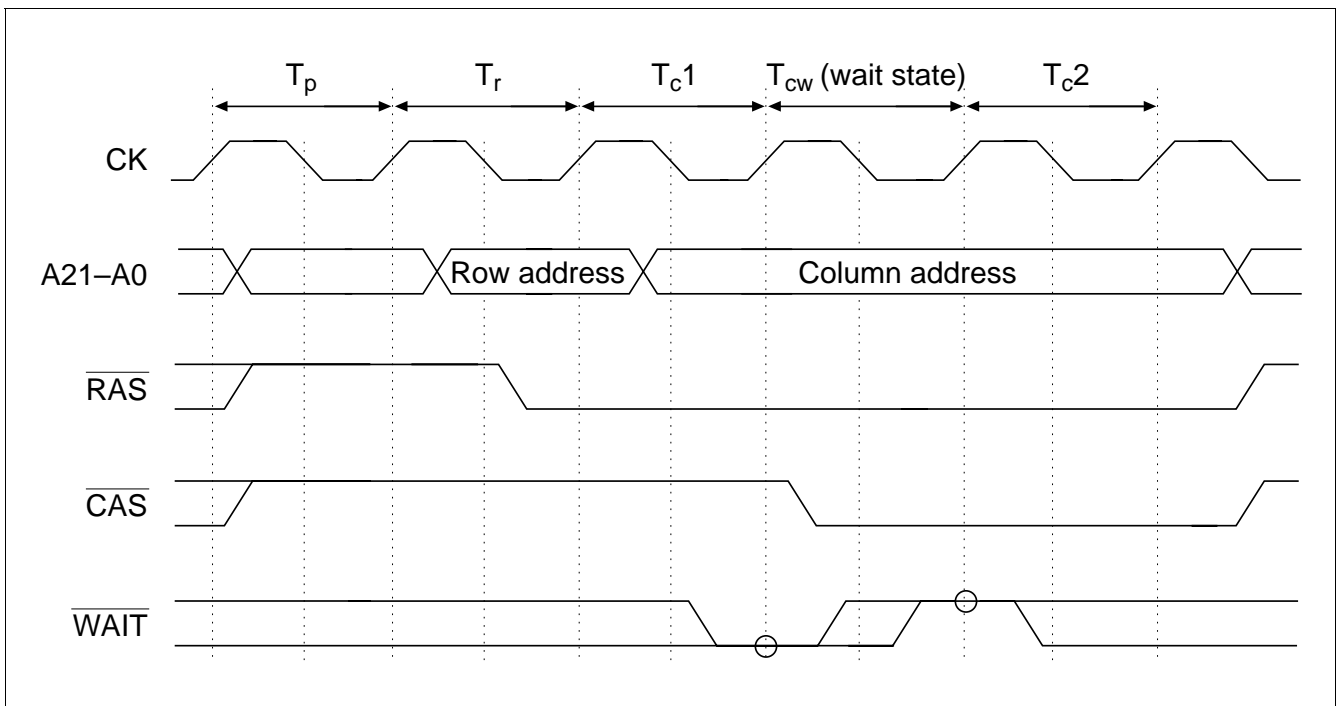 Tp Tr Tc1 Tcw (wait state) Tc2
CK
A21–A0 Row address Column address
RAS
CAS
WAIT